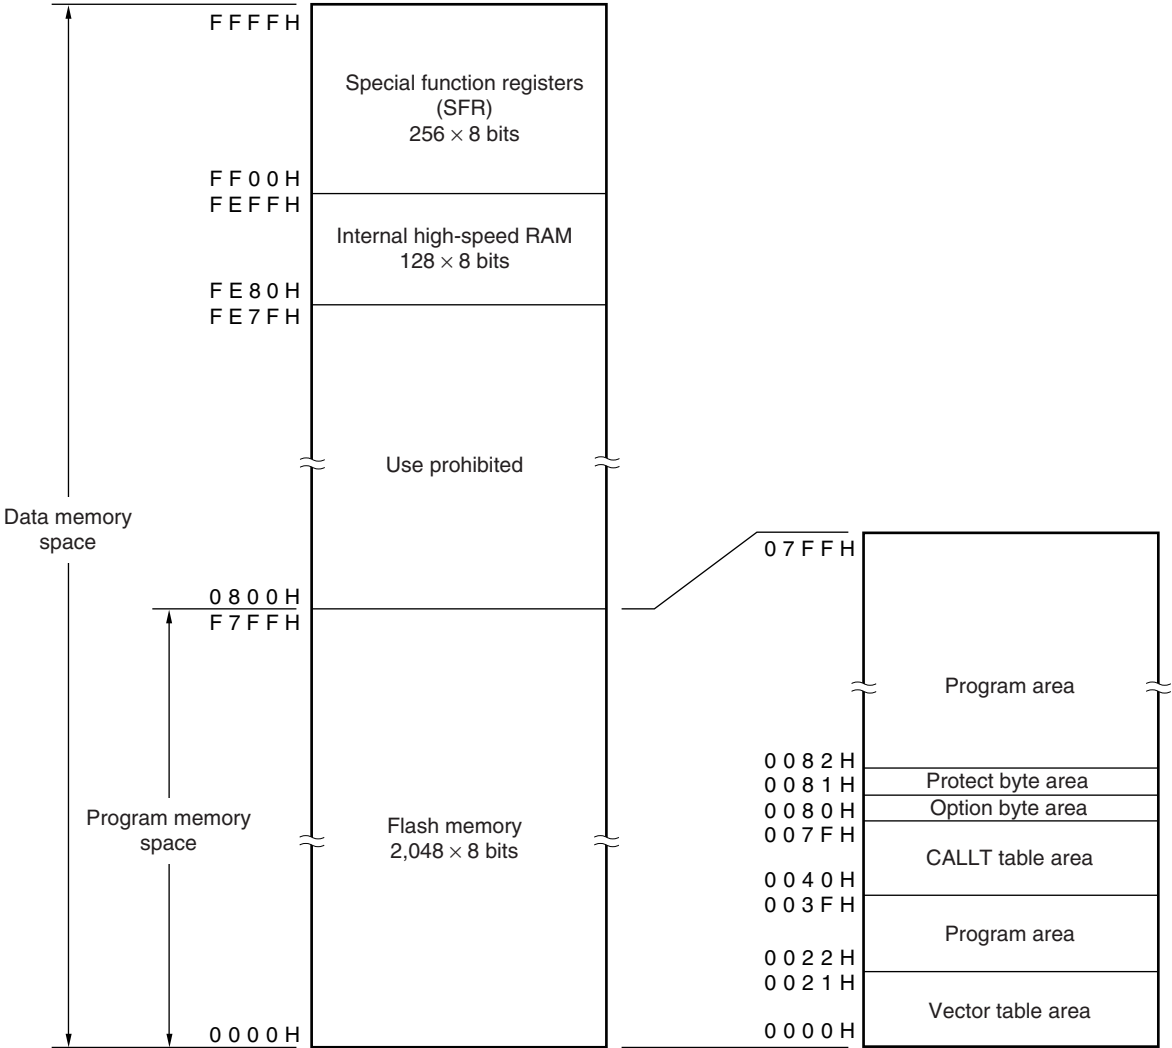 FFFFH
Special function registers
(SFR)
256 × 8 bits
FF00H
FEFFH
Internal high-speed RAM
128 × 8 bits
FE80H
FE7FH
Use prohibited
Data memory
space
0800H
F7FFH
Program memory
space
Flash memory
2,048 × 8 bits
0000H
07FFH
Program area
0082H
0081H
Protect byte area
0080H
Option byte area
007FH
CALLT table area
0040H
003FH
Program area
0022H
0021H
Vector table area
0000H